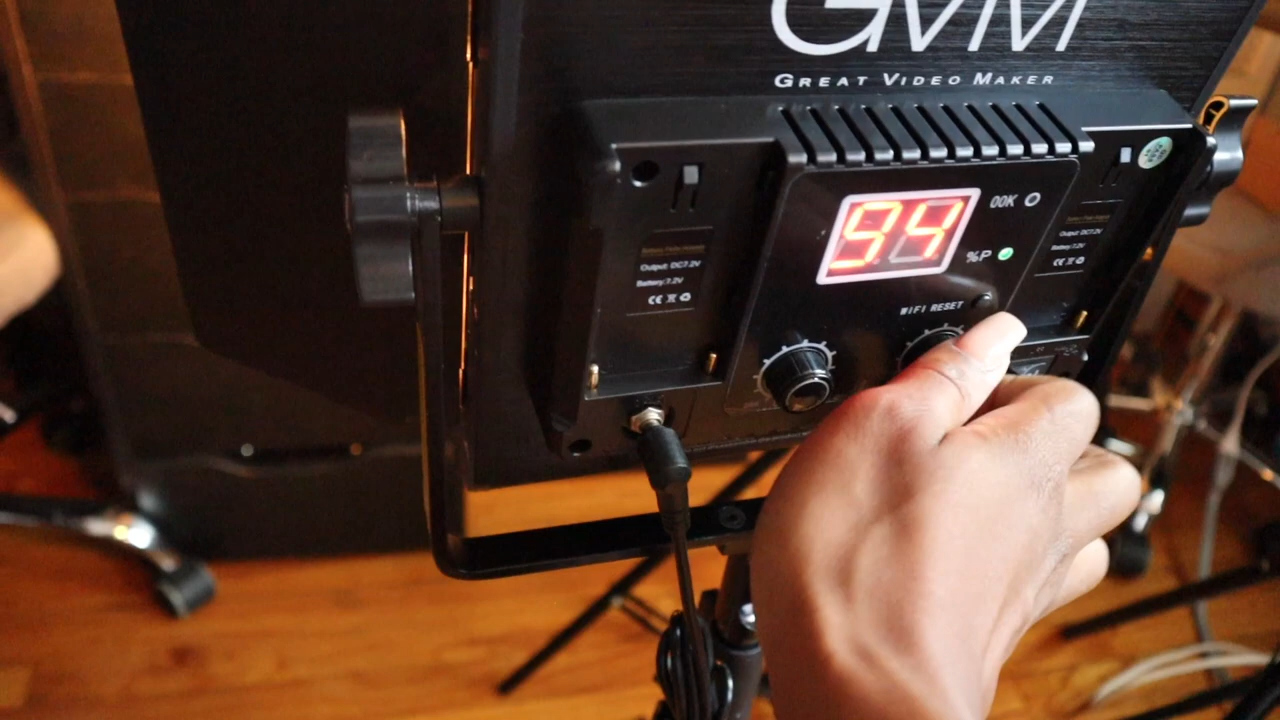 GVM
GREAT VIDEO MAKER
94
00K
%P
WIFI RESET
Output: DC7.2V
Battery:7.2V
CE
Output: DC7.2V
Battery:7.2V
CE